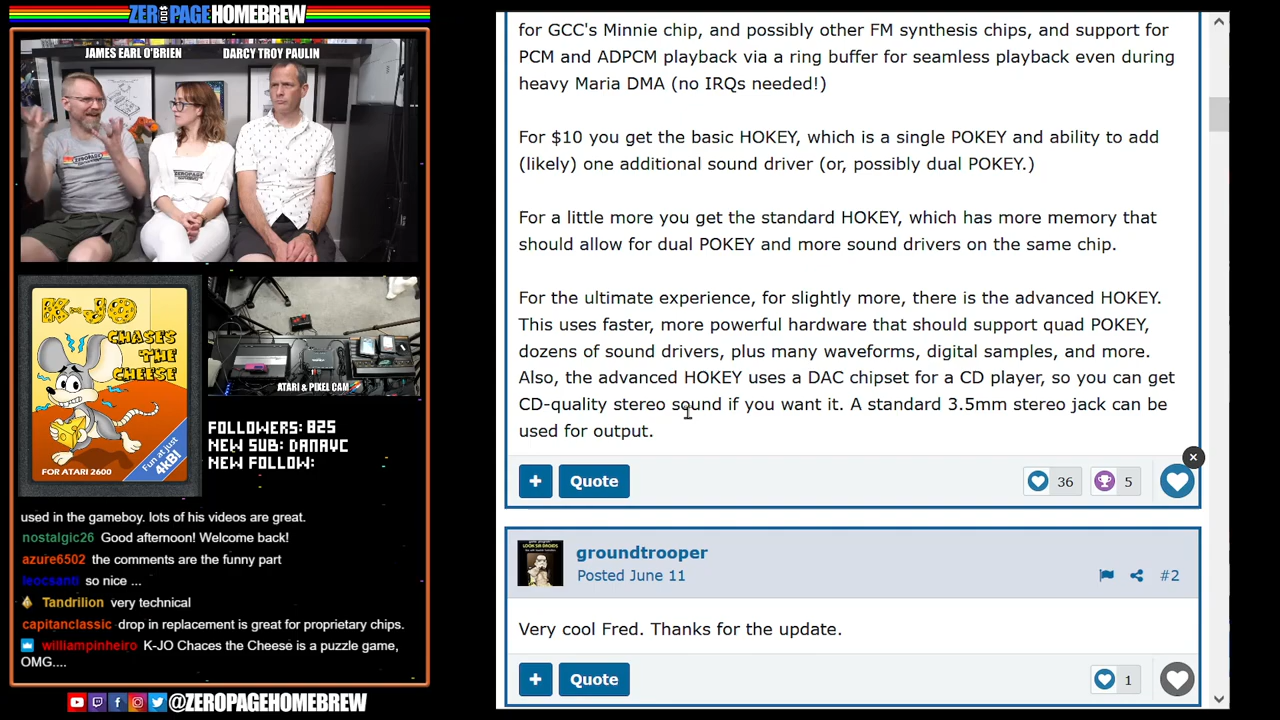 ZEROPAGEHOMEBREW
JAMES EARL O'BRIEN
DARCY TROY PAULIN
K-JO
CHASES
THE
CHEESE
FOR ATARI 2600
Fun at just
4kB!
ATARI & PIXEL CAM
FOLLOWERS: 825
NEW SUB: DANAYC
NEW FOLLOW:
used in the gameboy. lots of his videos are great.
nostalgic26 Good afternoon! Welcome back!
azure6502 the comments are the funny part
leocsanti so nice ...
Tandrilion very technical
capitanclassic drop in replacement is great for proprietary chips.
williampinheiro K-JO Chaces the Cheese is a puzzle game,
OMG....
@ZEROPAGEHOMEBREW
for GCC's Minnie chip, and possibly other FM synthesis chips, and support for
PCM and ADPCM playback via a ring buffer for seamless playback even during
heavy Maria DMA (no IRQs needed!)
For $10 you get the basic HOKEY, which is a single POKEY and ability to add
(likely) one additional sound driver (or, possibly dual POKEY.)
For a little more you get the standard HOKEY, which has more memory that
should allow for dual POKEY and more sound drivers on the same chip.
For the ultimate experience, for slightly more, there is the advanced HOKEY.
This uses faster, more powerful hardware that should support quad POKEY,
dozens of sound drivers, plus many waveforms, digital samples, and more.
Also, the advanced HOKEY uses a DAC chipset for a CD player, so you can get
CD-quality stereo sound if you want it. A standard 3.5mm stereo jack can be
used for output.
+ Quote 36 5
groundtrooper
Posted June 11
#2
Very cool Fred. Thanks for the update.
+ Quote 1